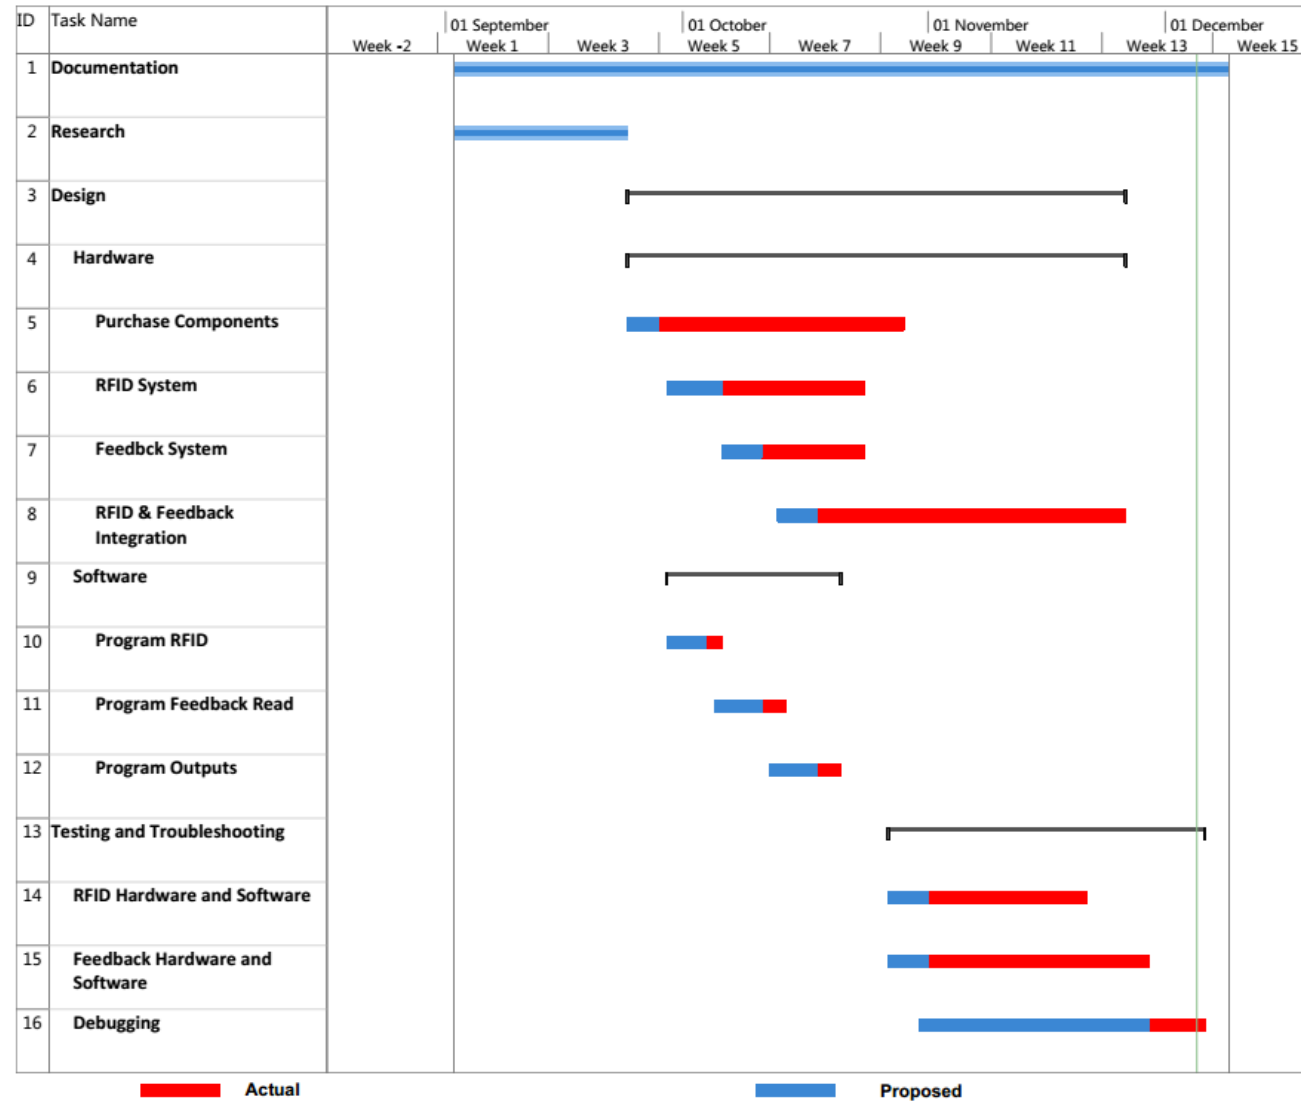 ID Task Name
01 September 01 October 01 November 01 December
Week -2 Week 1 Week 3 Week 5 Week 7 Week 9 Week 11 Week 13 Week 15
1 Documentation
2 Research
3 Design
4 Hardware
5 Purchase Components
6 RFID System
7 Feedbck System
8 RFID & Feedback
Integration
9 Software
10 Program RFID
11 Program Feedback Read
12 Program Outputs
13 Testing and Troubleshooting
14 RFID Hardware and Software
15 Feedback Hardware and
Software
16 Debugging
Actual Proposed